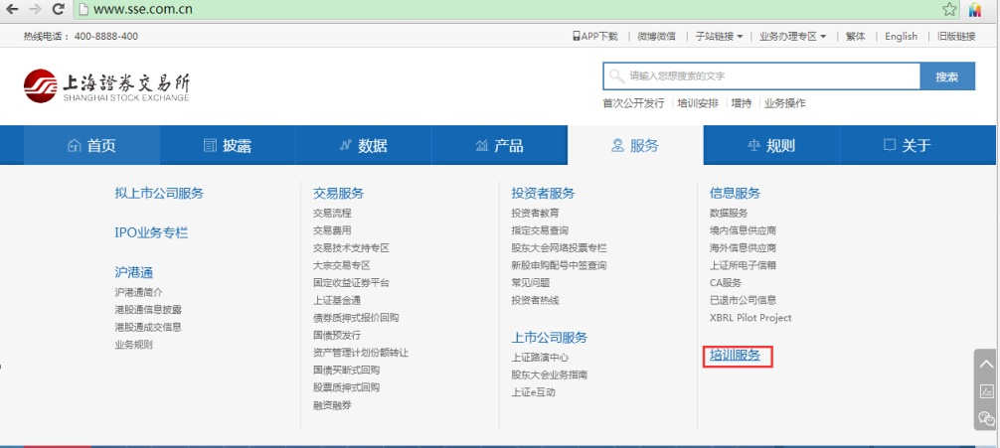 www.sse.com.cn
热线电话： 400-8888-400
APP下载 | 微博微信 | 子站链接 | 业务办理专区 | 繁体 | English | 旧版链接
上海證券交易所
SHANGHAI STOCK EXCHANGE
请输入您想搜索的文字
搜索
首次公开发行 | 培训安排 | 增持 | 业务操作
首页 披露 数据 产品 服务 规则 关于
拟上市公司服务
IPO业务专栏
沪港通
沪港通简介
港股通信息披露
港股通成交信息
业务规则
交易服务
交易流程
交易费用
交易技术支持专区
大宗交易专区
固定收益证券平台
上证基金通
债券质押式报价回购
国债预发行
资产管理计划份额转让
国债买断式回购
股票质押式回购
融资融券
投资者服务
投资者教育
指定交易查询
股东大会网络投票专栏
新股申购配号中签查询
常见问题
投资者热线
上市公司服务
上证路演中心
股东大会业务指南
上证e互动
信息服务
数据服务
境内信息供应商
海外信息供应商
上证所电子信箱
CA服务
已退市公司信息
XBRL Pilot Project
培训服务